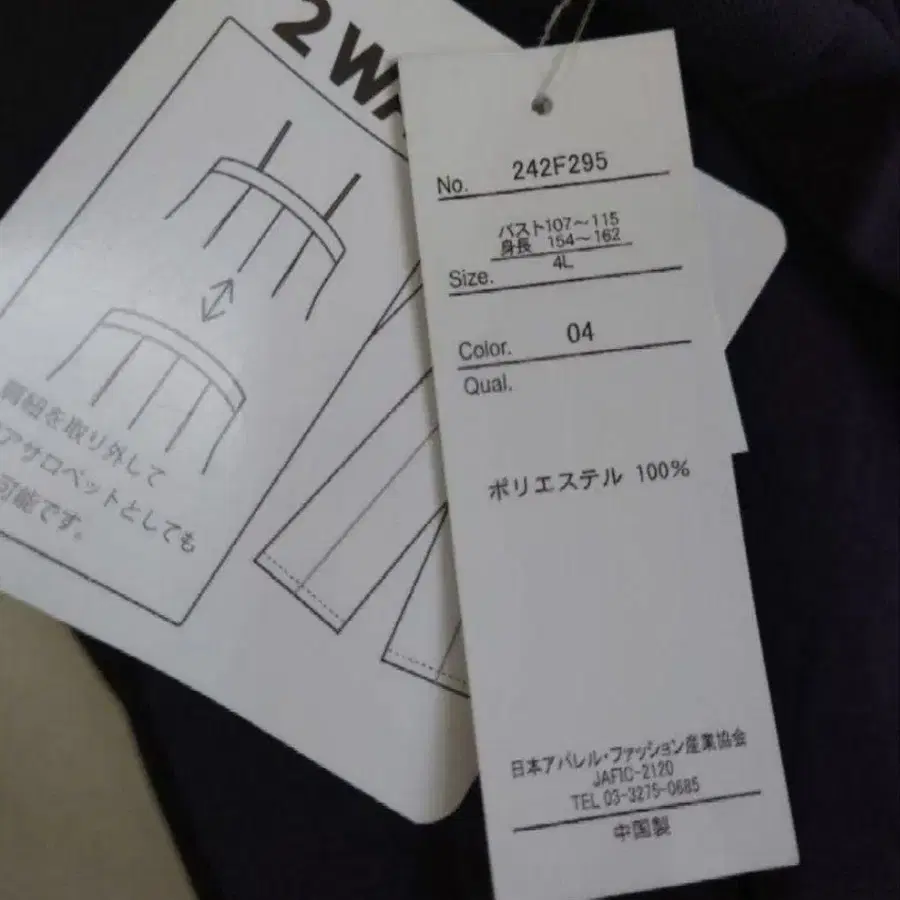 2WA
肩紐を取り外して
アサロペットとしても
可能です。
No. 242F295
バスト107～115
身長 154～162
Size. 4L
Color. 04
Qual.
ポリエステル 100%
日本アパレル・ファッション産業協会
JAFIC-2120
TEL 03-3275-0685
中国製